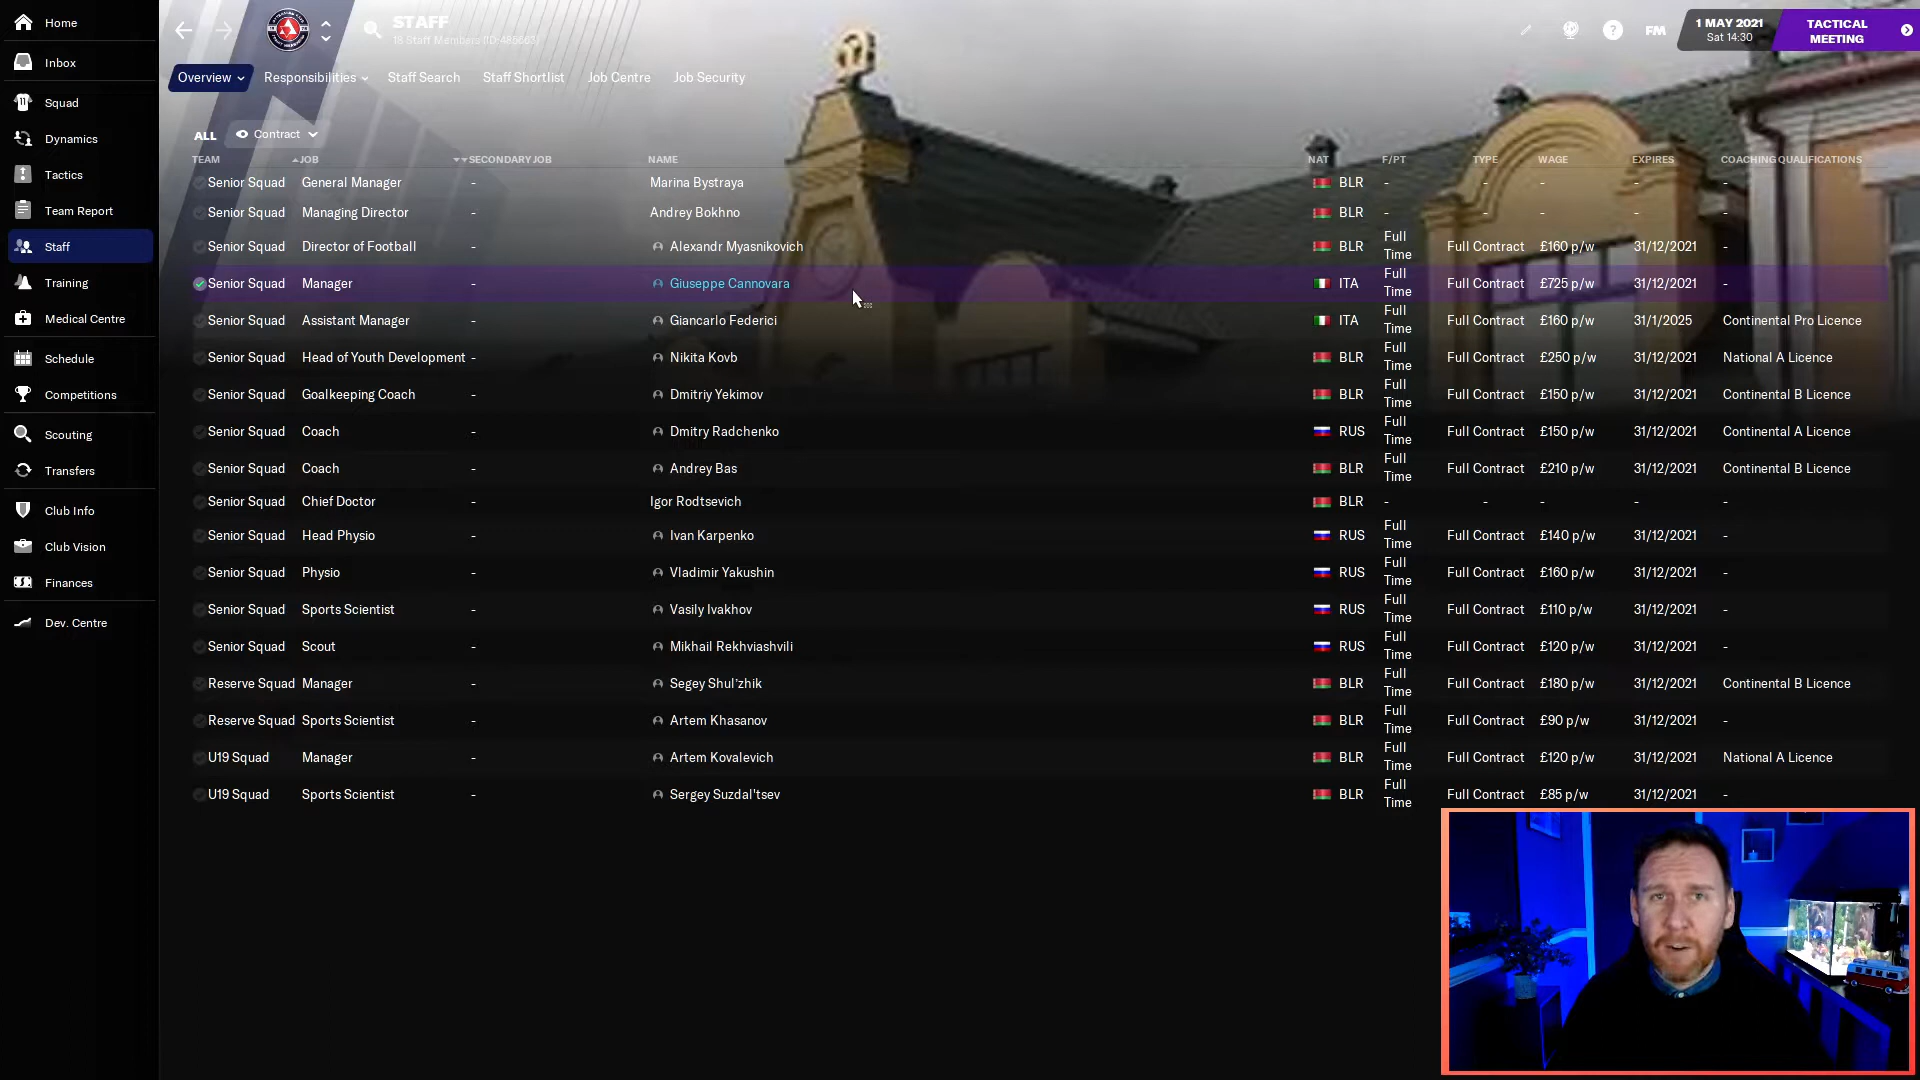 Home
Inbox
Squad
Dynamics
Tactics
Team Report
Staff
Training
Medical Centre
Schedule
Competitions
Scouting
Transfers
Club Info
Club Vision
Finances
Dev. Centre
STAFF
18 Staff Members (ID:485663)
FM
1 MAY 2021
Sat 14:30
TACTICAL
MEETING
Overview Responsibilities Staff Search Staff Shortlist Job Centre Job Security
ALL Contract
TEAM JOB SECONDARY JOB NAME NAT F/PT TYPE WAGE EXPIRES COACHING QUALIFICATIONS
Senior Squad General Manager - Marina Bystraya BLR - - - - -
Senior Squad Managing Director - Andrey Bokhno BLR - - - - -
Senior Squad Director of Football - Alexandr Myasnikovich BLR Full Time Full Contract £160 p/w 31/12/2021 -
Senior Squad Manager - Giuseppe Cannovara ITA Full Time Full Contract £725 p/w 31/12/2021 -
Senior Squad Assistant Manager - Giancarlo Federici ITA Full Time Full Contract £160 p/w 31/1/2025 Continental Pro Licence
Senior Squad Head of Youth Development - Nikita Kovb BLR Full Time Full Contract £250 p/w 31/12/2021 National A Licence
Senior Squad Goalkeeping Coach - Dmitriy Yekimov BLR Full Time Full Contract £150 p/w 31/12/2021 Continental B Licence
Senior Squad Coach - Dmitry Radchenko RUS Full Time Full Contract £150 p/w 31/12/2021 Continental A Licence
Senior Squad Coach - Andrey Bas BLR Full Time Full Contract £210 p/w 31/12/2021 Continental B Licence
Senior Squad Chief Doctor - Igor Rodtsevich BLR - - - - -
Senior Squad Head Physio - Ivan Karpenko RUS Full Time Full Contract £140 p/w 31/12/2021 -
Senior Squad Physio - Vladimir Yakushin RUS Full Time Full Contract £160 p/w 31/12/2021 -
Senior Squad Sports Scientist - Vasily Ivakhov RUS Full Time Full Contract £110 p/w 31/12/2021 -
Senior Squad Scout - Mikhail Rekhviashvili RUS Full Time Full Contract £120 p/w 31/12/2021 -
Reserve Squad Manager - Segey Shul'zhik BLR Full Time Full Contract £180 p/w 31/12/2021 Continental B Licence
Reserve Squad Sports Scientist - Artem Khasanov BLR Full Time Full Contract £90 p/w 31/12/2021 -
U19 Squad Manager - Artem Kovalevich BLR Full Time Full Contract £120 p/w 31/12/2021 National A Licence
U19 Squad Sports Scientist - Sergey Suzdal'tsev BLR Full Time Full Contract £85 p/w 31/12/2021 -